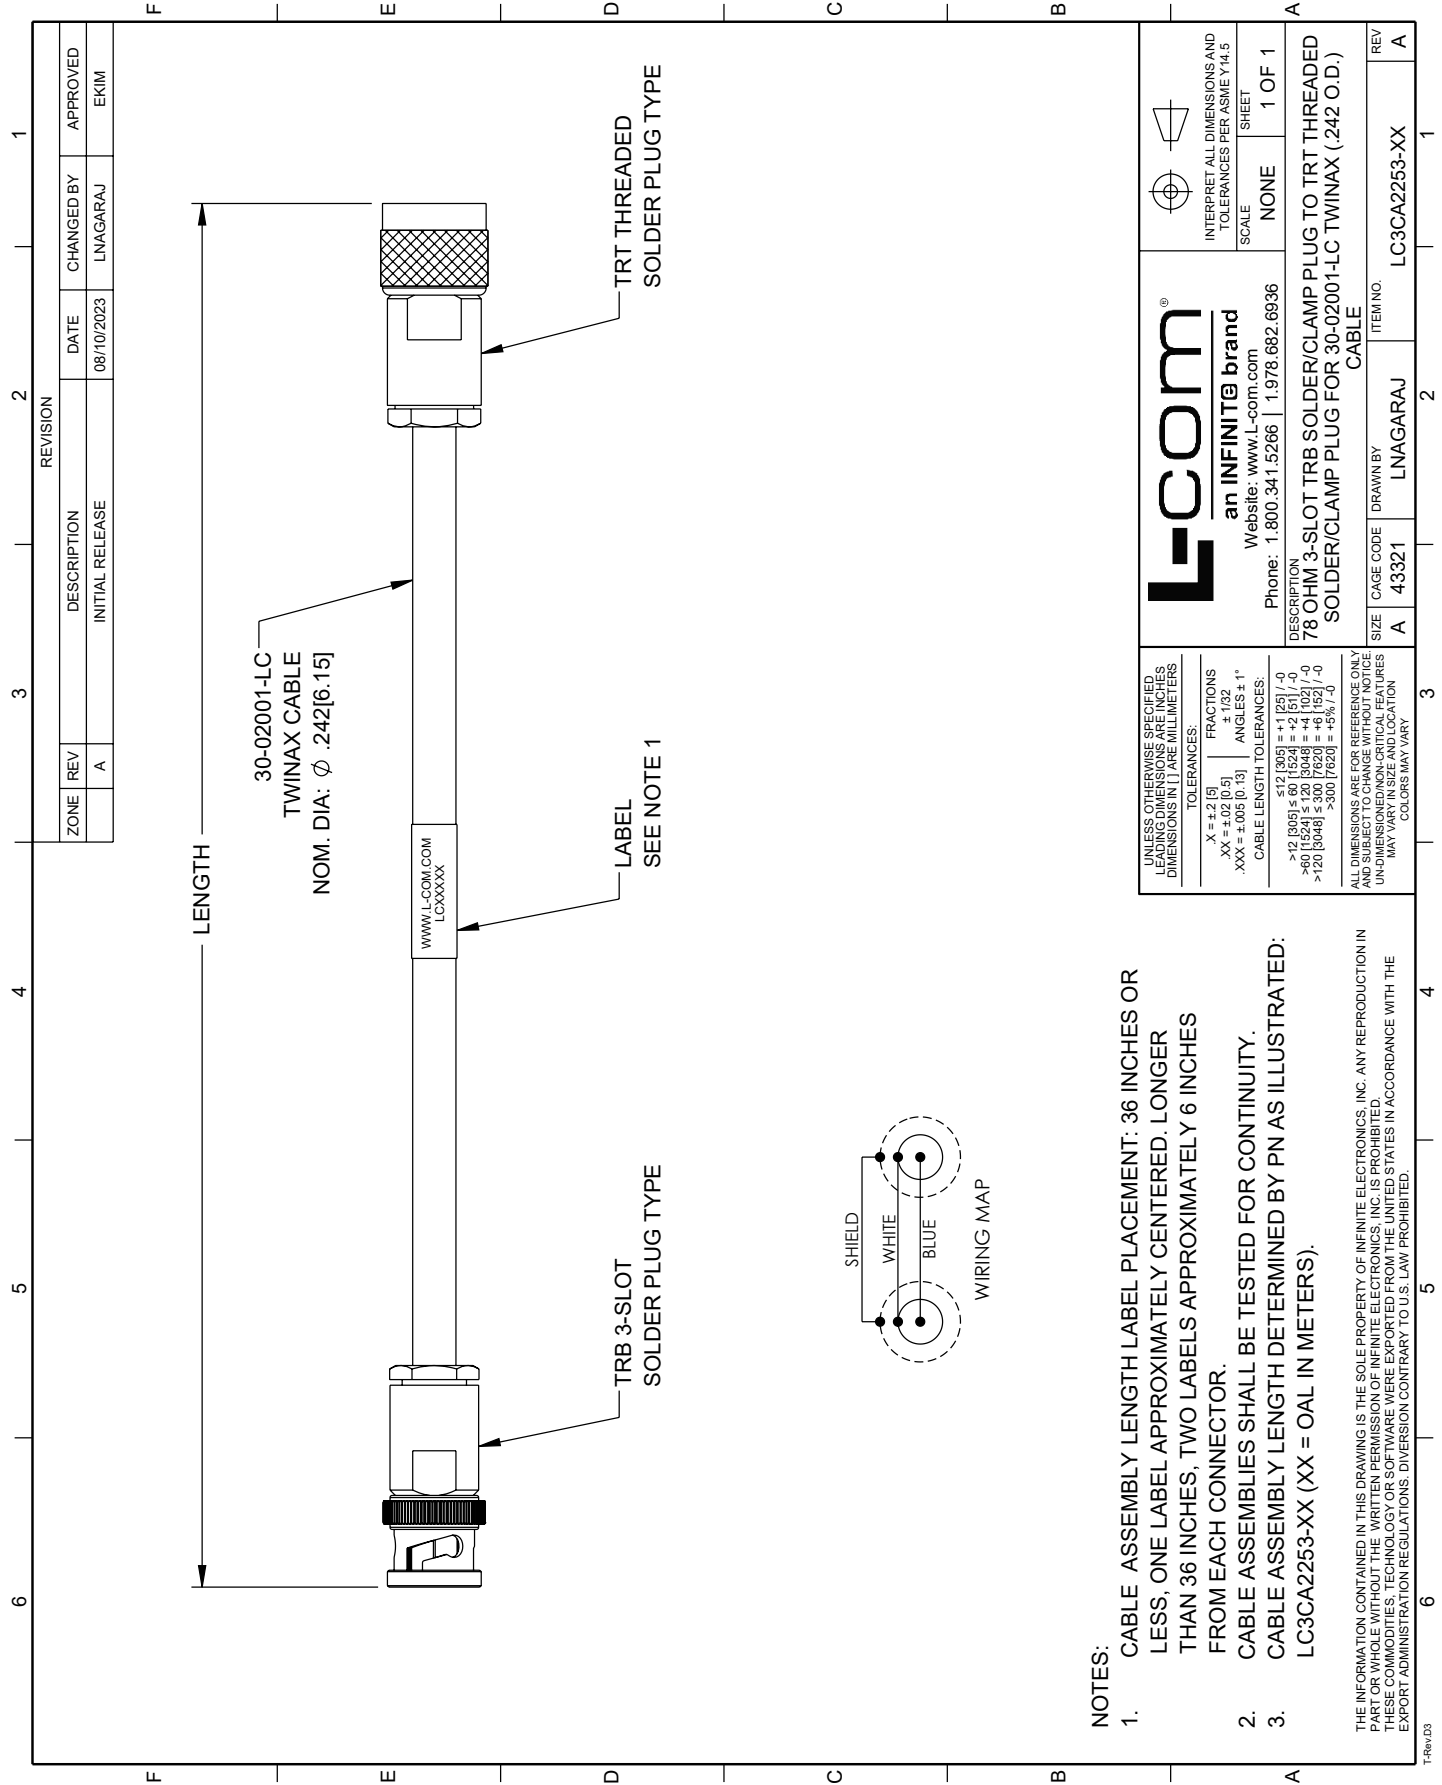 6
5
4
3
2
1
F
E
D
C
B
A
REVISION
ZONE
REV
DESCRIPTION
DATE
CHANGED BY
APPROVED
A
INITIAL RELEASE
08/10/2023
LNAGARAJ
EKIM
LENGTH
30-02001-LC
TWINAX CABLE
NOM. DIA: ∅ .242[6.15]
WWW.L-COM.COM
LCXXXXX
LABEL
SEE NOTE 1
TRB 3-SLOT
SOLDER PLUG TYPE
TRT THREADED
SOLDER PLUG TYPE
SHIELD
WHITE
BLUE
WIRING MAP
NOTES:
1. CABLE ASSEMBLY LENGTH LABEL PLACEMENT: 36 INCHES OR
LESS, ONE LABEL APPROXIMATELY CENTERED. LONGER
THAN 36 INCHES, TWO LABELS APPROXIMATELY 6 INCHES
FROM EACH CONNECTOR.
2. CABLE ASSEMBLIES SHALL BE TESTED FOR CONTINUITY.
3. CABLE ASSEMBLY LENGTH DETERMINED BY PN AS ILLUSTRATED:
LC3CA2253-XX (XX = OAL IN METERS).
THE INFORMATION CONTAINED IN THIS DRAWING IS THE SOLE PROPERTY OF INFINITE ELECTRONICS, INC. ANY REPRODUCTION IN
PART OR WHOLE WITHOUT THE WRITTEN PERMISSION OF INFINITE ELECTRONICS, INC. IS PROHIBITED.
THESE COMMODITIES, TECHNOLOGY OR SOFTWARE WERE EXPORTED FROM THE UNITED STATES IN ACCORDANCE WITH THE
EXPORT ADMINISTRATION REGULATIONS. DIVERSION CONTRARY TO U.S. LAW PROHIBITED.
UNLESS OTHERWISE SPECIFIED
LEADING DIMENSIONS ARE INCHES
DIMENSIONS IN [ ] ARE MILLIMETERS
TOLERANCES:
.X = ±.2 [5]
.XX = ±.02 [0.5]
.XXX = ±.005 [0.13]
FRACTIONS
± 1/32
ANGLES ± 1°
CABLE LENGTH TOLERANCES:
≤12 [305] = +1 [25] / -0
>12 [305] ≤ 60 [1524] = +2 [51] / -0
>60 [1524] ≤ 120 [3048] = +4 [102] / -0
>120 [3048] ≤ 300 [7620] = +6 [152] / -0
>300 [7620] = +5% / -0
ALL DIMENSIONS ARE FOR REFERENCE ONLY
AND SUBJECT TO CHANGE WITHOUT NOTICE.
UN-DIMENSIONED/NON-CRITICAL FEATURES
MAY VARY IN SIZE AND LOCATION
COLORS MAY VARY
L-com®
an INFINITE brand
Website: www.L-com.com
Phone: 1.800.341.5266 | 1.978.682.6936
INTERPRET ALL DIMENSIONS AND
TOLERANCES PER ASME Y14.5
SCALE
NONE
SHEET
1 OF 1
DESCRIPTION
78 OHM 3-SLOT TRB SOLDER/CLAMP PLUG TO TRT THREADED
SOLDER/CLAMP PLUG FOR 30-02001-LC TWINAX (.242 O.D.)
CABLE
SIZE
A
CAGE CODE
43321
DRAWN BY
LNAGARAJ
ITEM NO.
LC3CA2253-XX
REV
A
6
5
4
3
2
1
F
E
D
C
B
A
T-Rev.D3